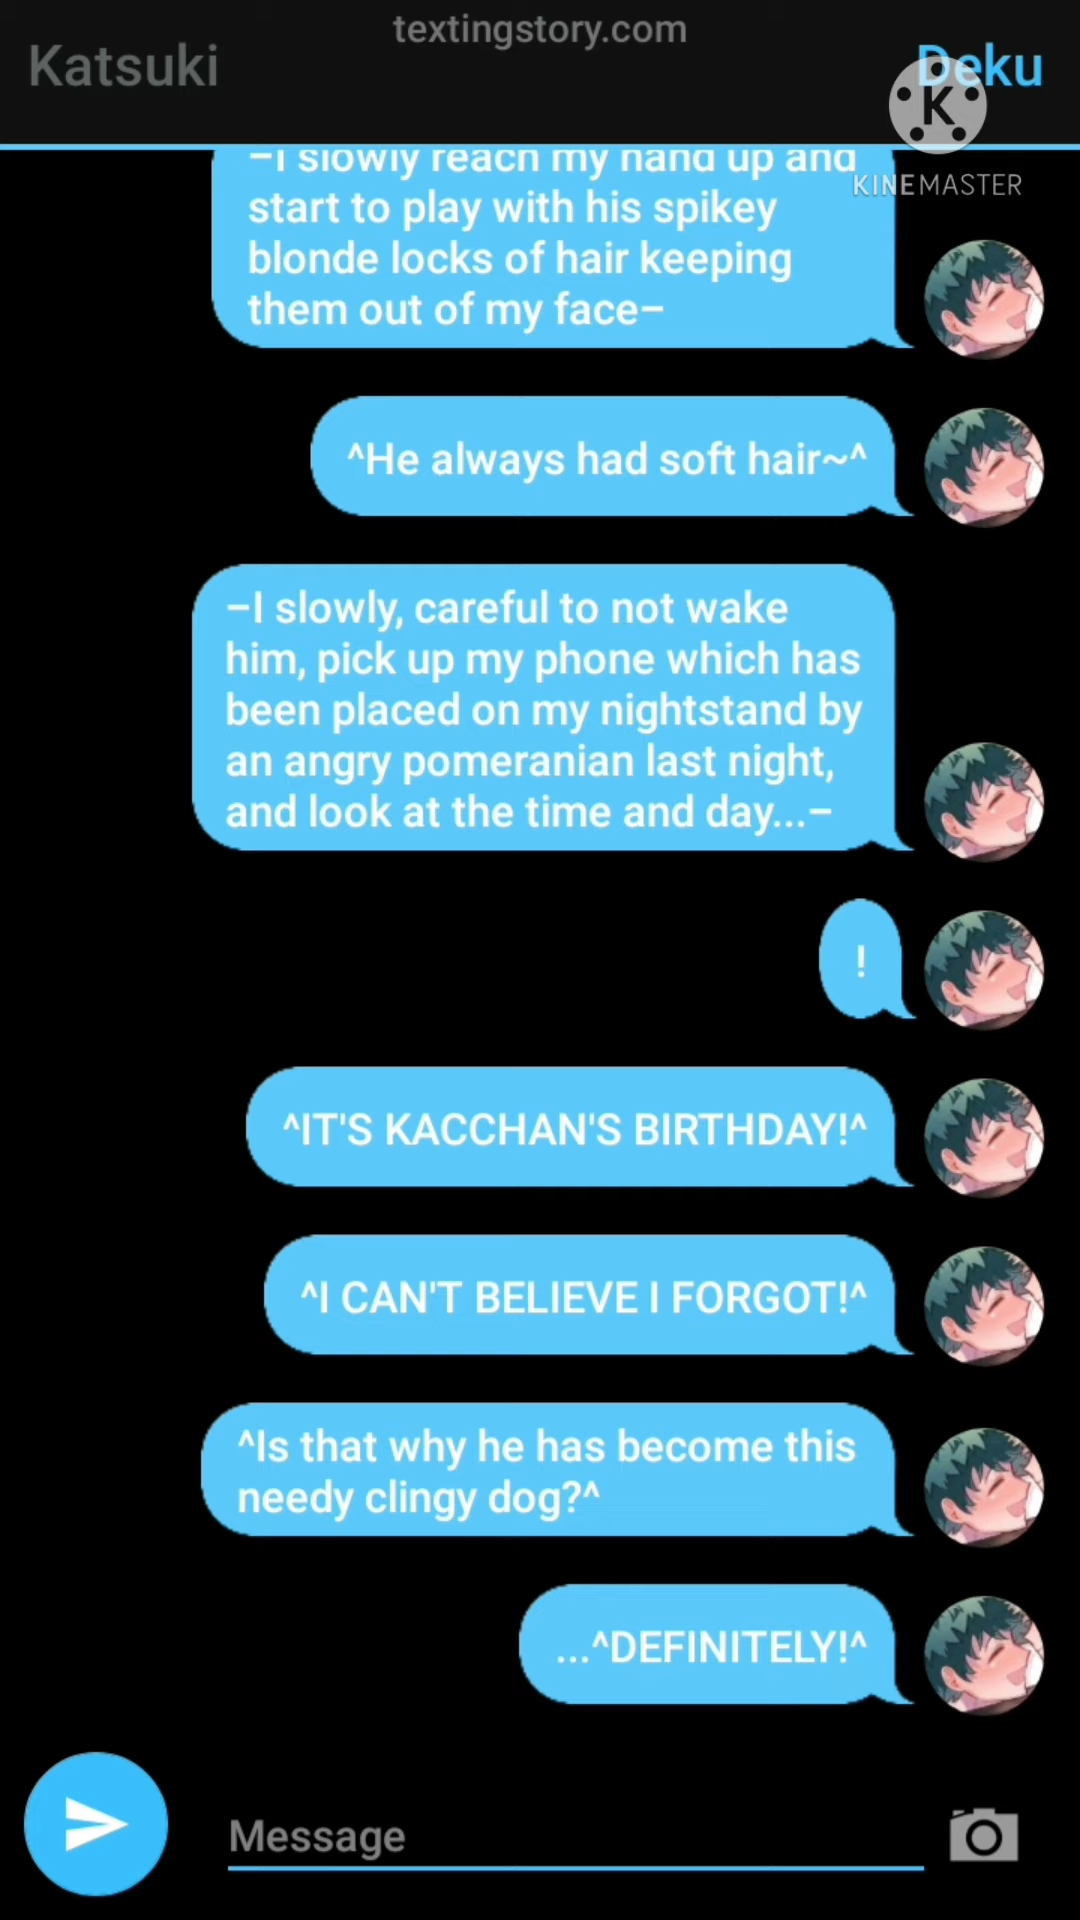 textingstory.com
Katsuki
Deku
K
KINEMASTER
–I slowly reach my hand up and
start to play with his spikey
blonde locks of hair keeping
them out of my face–
^He always had soft hair~^
–I slowly, careful to not wake
him, pick up my phone which has
been placed on my nightstand by
an angry pomeranian last night,
and look at the time and day...–
!
^IT'S KACCHAN'S BIRTHDAY!^
^I CAN'T BELIEVE I FORGOT!^
^Is that why he has become this
needy clingy dog?^
...^DEFINITELY!^
Message